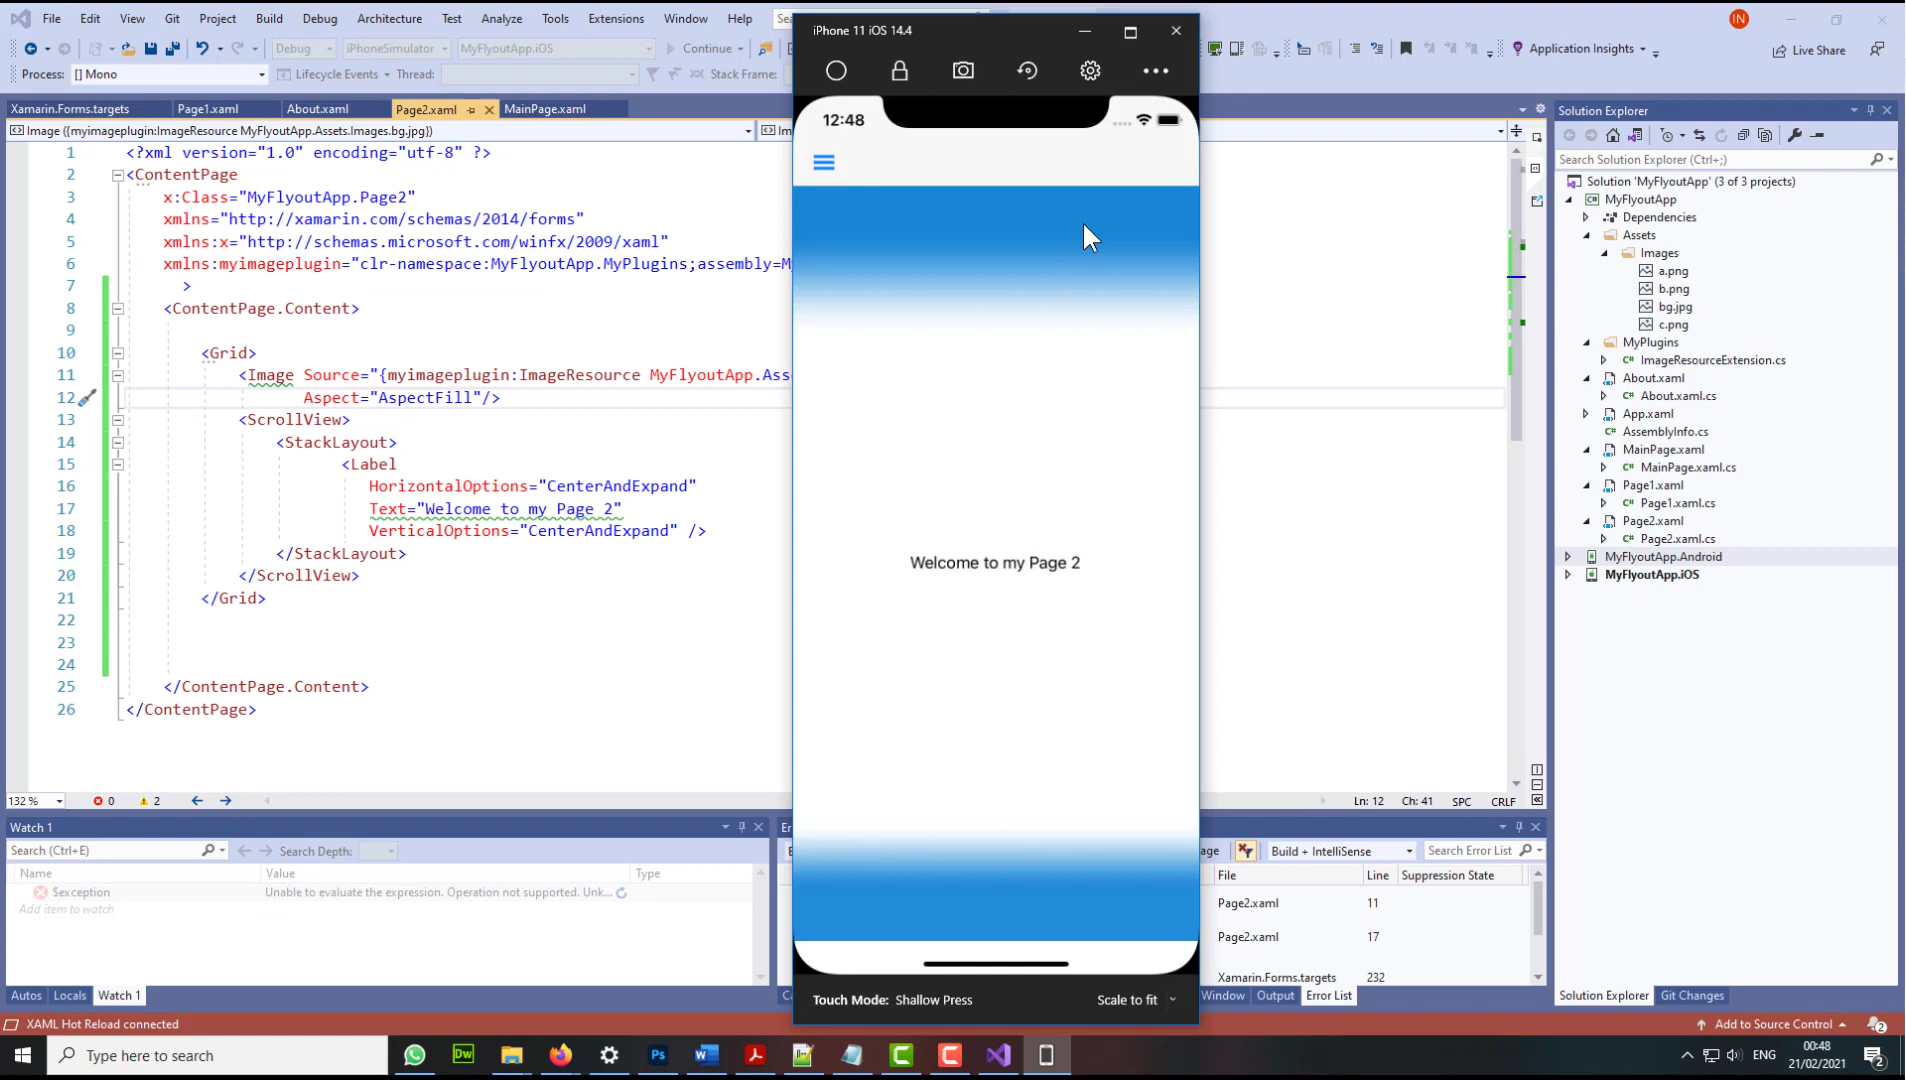 File Edit View Git Project Build Debug Architecture Test Analyze Tools Extensions Window Help
iPhone 11 iOS 14.4
IN
Debug iPhoneSimulator MyFlyoutApp.iOS Continue
Application Insights
Live Share
Process: [] Mono Lifecycle Events Thread: Stack Frame:
Xamarin.Forms.targets Page1.xaml About.xaml Page2.xaml MainPage.xaml
Image ({myimageplugin:ImageResource MyFlyoutApp.Assets.Images.bg.jpg})
1 <?xml version="1.0" encoding="utf-8" ?>
2 <ContentPage
3 x:Class="MyFlyoutApp.Page2"
4 xmlns="http://xamarin.com/schemas/2014/forms"
5 xmlns:x="http://schemas.microsoft.com/winfx/2009/xaml"
6 xmlns:myimageplugin="clr-namespace:MyFlyoutApp.MyPlugins;assembly=M
7 >
8 <ContentPage.Content>
9
10 <Grid>
11 <Image Source="{myimageplugin:ImageResource MyFlyoutApp.Ass
12 Aspect="AspectFill"/>
13 <ScrollView>
14 <StackLayout>
15 <Label
16 HorizontalOptions="CenterAndExpand"
17 Text="Welcome to my Page 2"
18 VerticalOptions="CenterAndExpand" />
19 </StackLayout>
20 </ScrollView>
21 </Grid>
22
23
24
25 </ContentPage.Content>
26 </ContentPage>
132 % 0 2
12:48
Welcome to my Page 2
Touch Mode: Shallow Press Scale to fit
Ln: 12 Ch: 41 SPC CRLF
Solution Explorer
Search Solution Explorer (Ctrl+;)
Solution 'MyFlyoutApp' (3 of 3 projects)
MyFlyoutApp
Dependencies
Assets
Images
a.png
b.png
bg.jpg
c.png
MyPlugins
C# ImageResourceExtension.cs
About.xaml
C# About.xaml.cs
App.xaml
C# AssemblyInfo.cs
MainPage.xaml
C# MainPage.xaml.cs
Page1.xaml
C# Page1.xaml.cs
Page2.xaml
C# Page2.xaml.cs
MyFlyoutApp.Android
MyFlyoutApp.iOS
Solution Explorer Git Changes
Watch 1
Search (Ctrl+E) Search Depth:
Name Value Type
$exception Unable to evaluate the expression. Operation not supported. Unk...
Add item to watch
Autos Locals Watch 1
Build + IntelliSense Search Error List
File Line Suppression State
Page2.xaml 11
Page2.xaml 17
Xamarin.Forms.targets 232
Window Output Error List
XAML Hot Reload connected
Add to Source Control 2
Type here to search
Dw Ps
ENG
00:48
21/02/2021
2